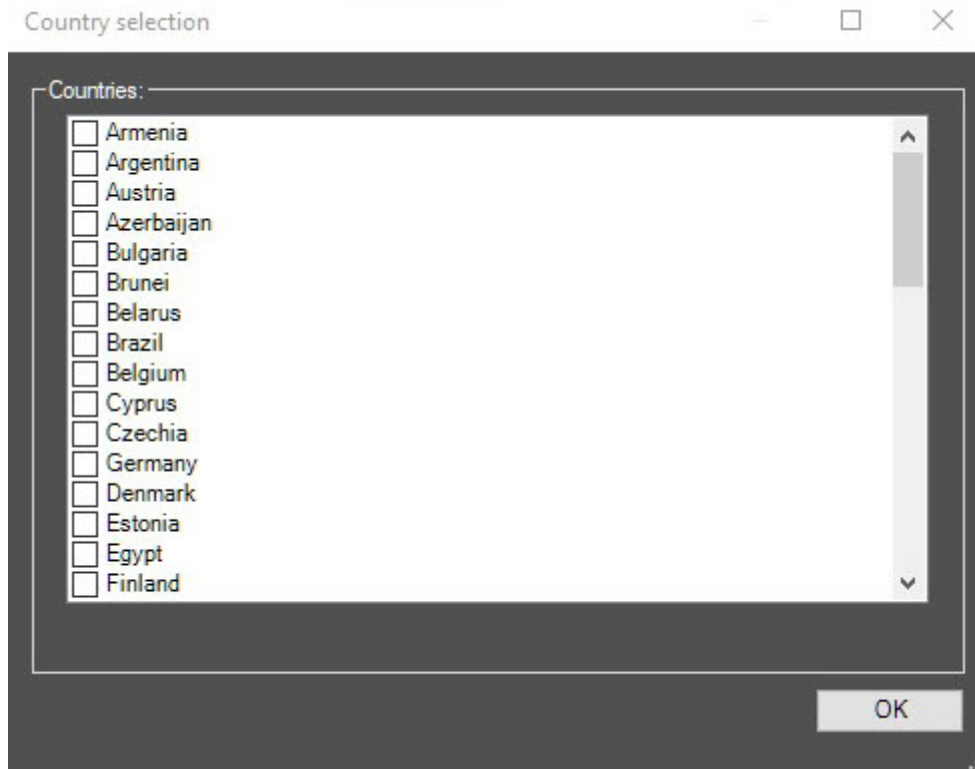 Country selection
Countries:
Armenia
Argentina
Austria
Azerbaijan
Bulgaria
Brunei
Belarus
Brazil
Belgium
Cyprus
Czechia
Germany
Denmark
Estonia
Egypt
Finland
OK